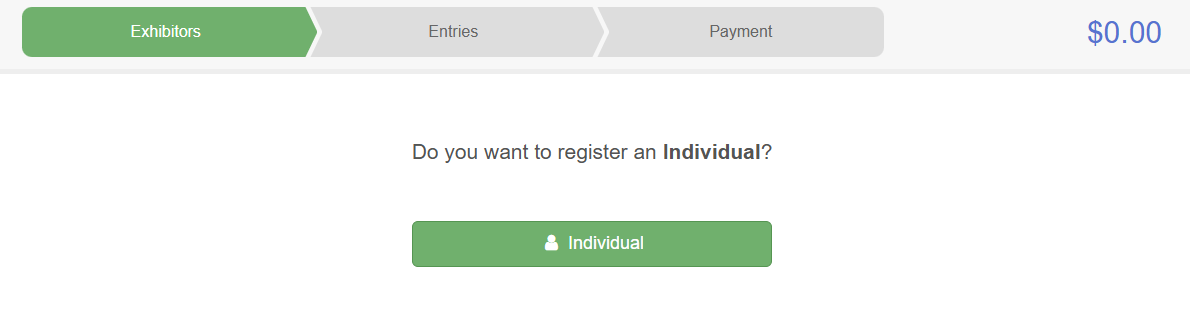 Exhibitors
Entries
Payment
$0.00
Do you want to register an Individual?
Individual